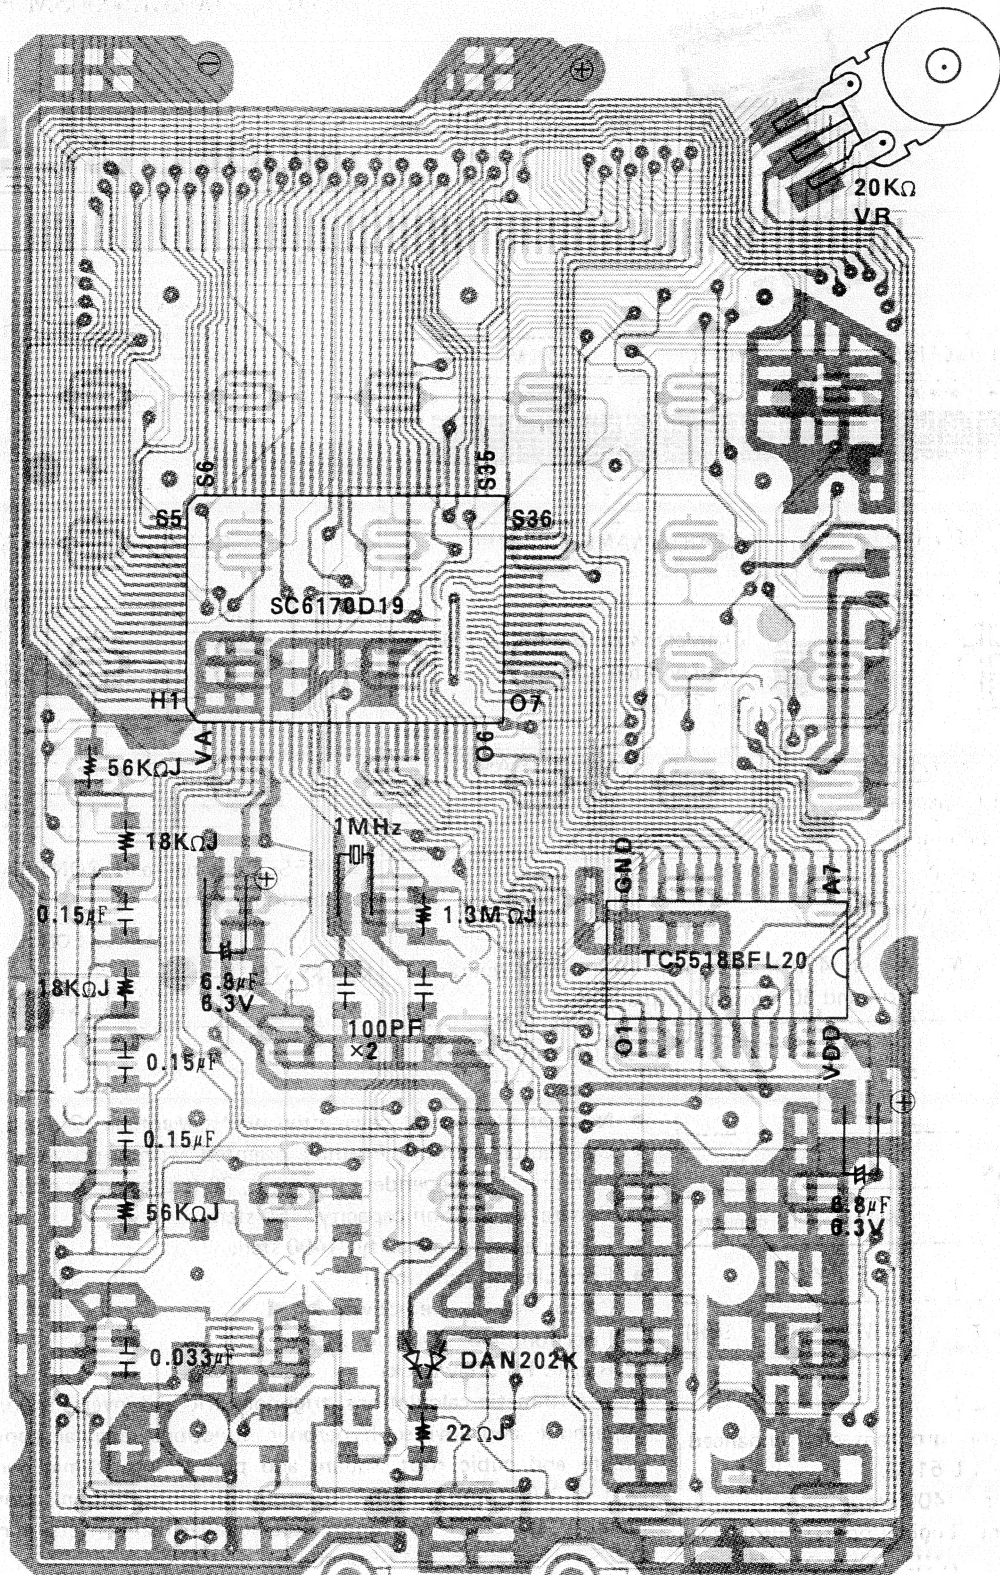 ⊖
⊕
20KΩ
VR
S6
S35
S5
S36
SC6170D19
H1
O7
VA
O6
56KΩJ
1MHz
18KΩJ
GND
A7
⊕
0.15μF
1.3MΩJ
TC5518BFL20
18KΩJ
6.8μF
6.3V
100PF
×2
O1
VDD
0.15μF
⊕
0.15μF
56KΩJ
6.8μF
6.3V
0.033μF
DAN202K
22ΩJ